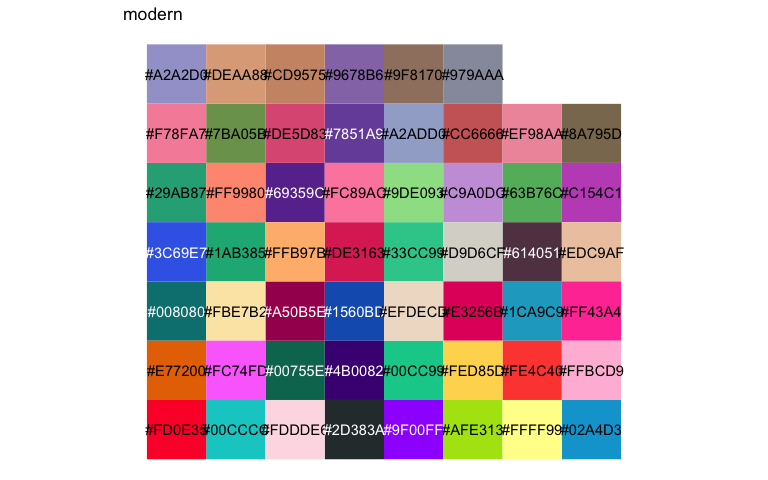 modern
#A2A2D0 #DEAA88 #CD9575 #9678B6 #9F8170 #979AAA
#F78FA7 #7BA05B #DE5D83 #7851A9 #A2ADD0 #CC6666 #EF98AA #8A795D
#29AB87 #FF9980 #69359C #FC89AC #9DE093 #C9A0DC #63B76C #C154C1
#3C69E7 #1AB385 #FFB97B #DE3163 #33CC99 #D9D6CF #614051 #EDC9AF
#008080 #FBE7B2 #A50B5E #1560BD #EFDECD #E3256B #1CA9C9 #FF43A4
#E77200 #FC74FD #00755E #4B0082 #00CC99 #FED85D #FE4C40 #FFBCD9
#FD0E35 #00CCCC #FDDDE6 #2D383A #9F00FF #AFE313 #FFFF99 #02A4D3